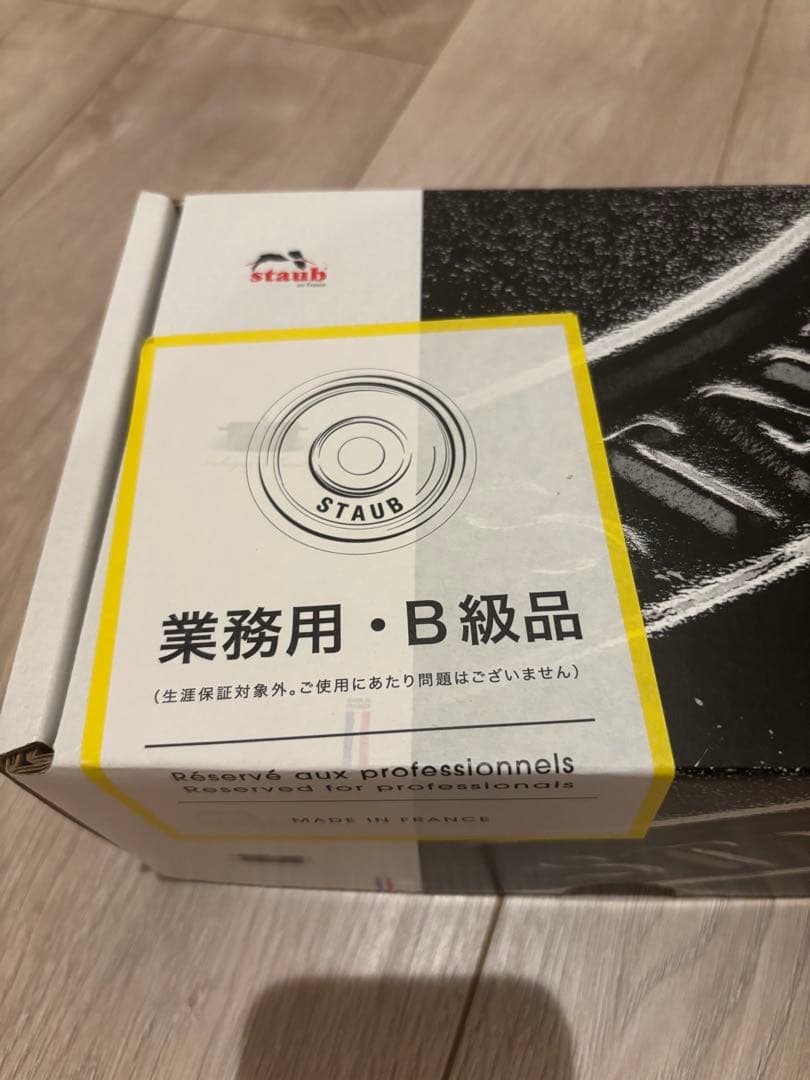 staub
STAUB
業務用・B級品
(生涯保証対象外。ご使用にあたり問題はございません)
Réservé aux professionnels
Reserved for professionals
MADE IN FRANCE